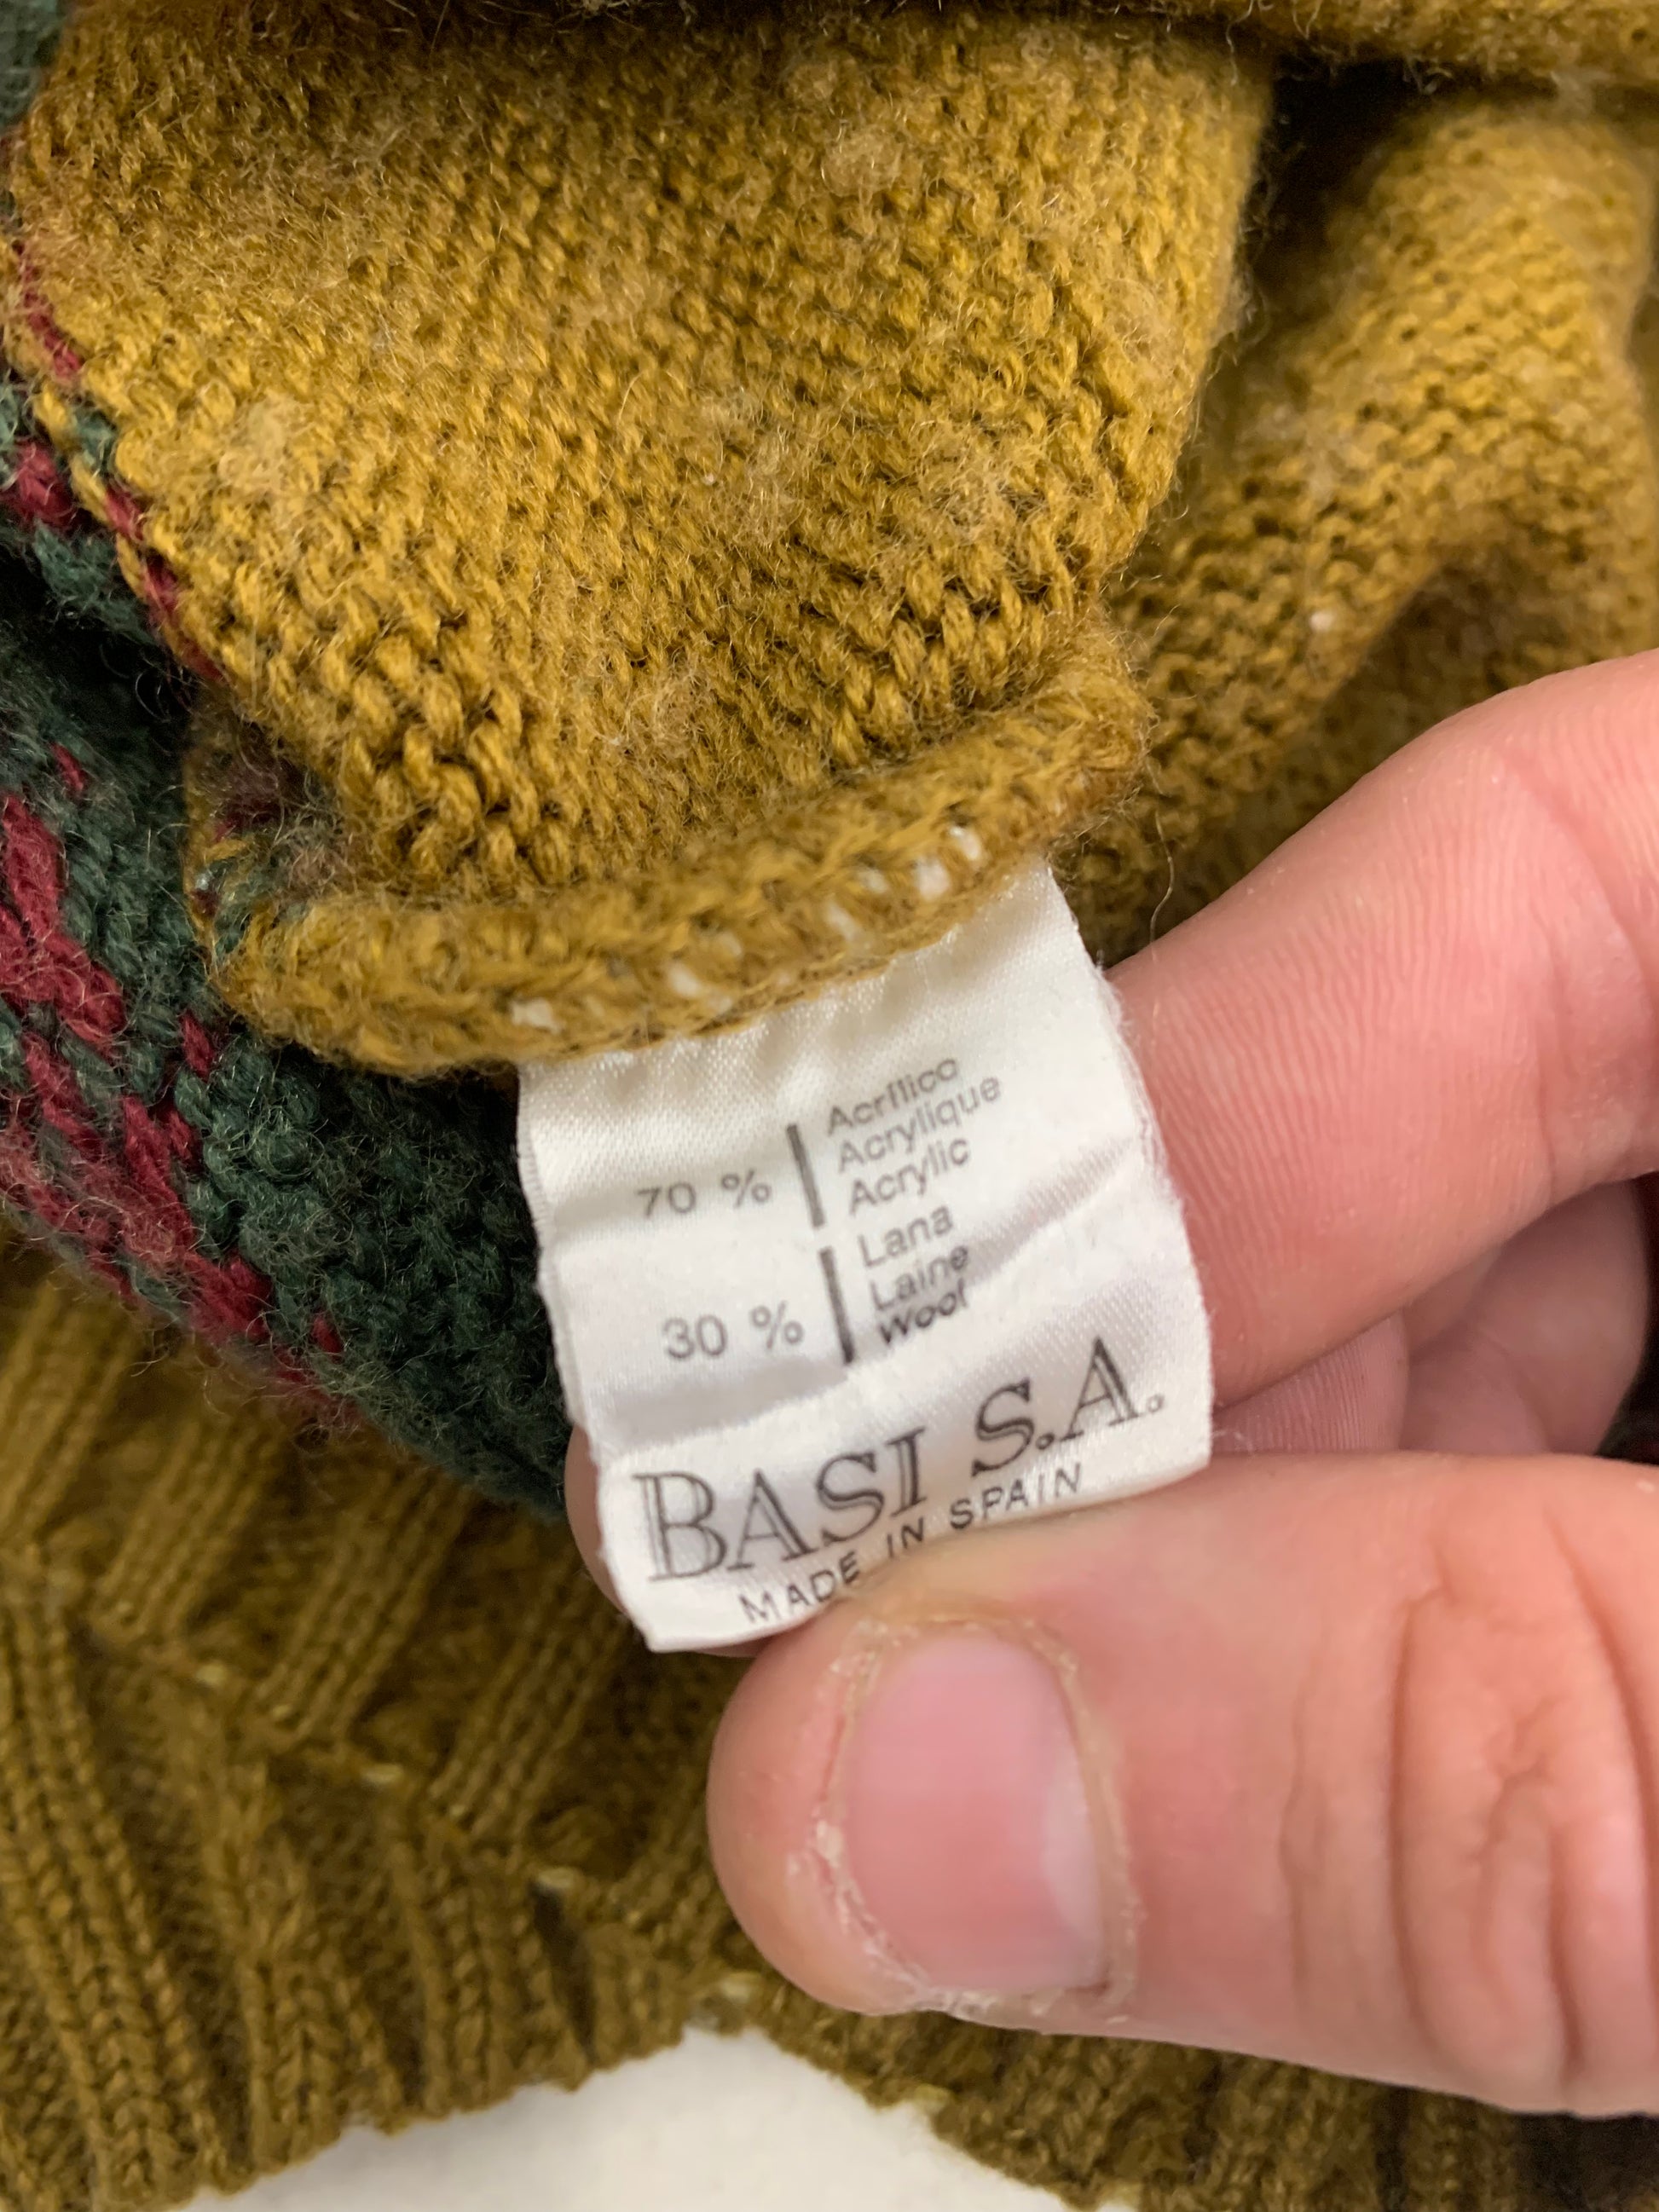 Acrílico
Acrylique
70 % Acrylic
Lana
Laine
30 % Wool
BASI S.A.
MADE IN SPAIN